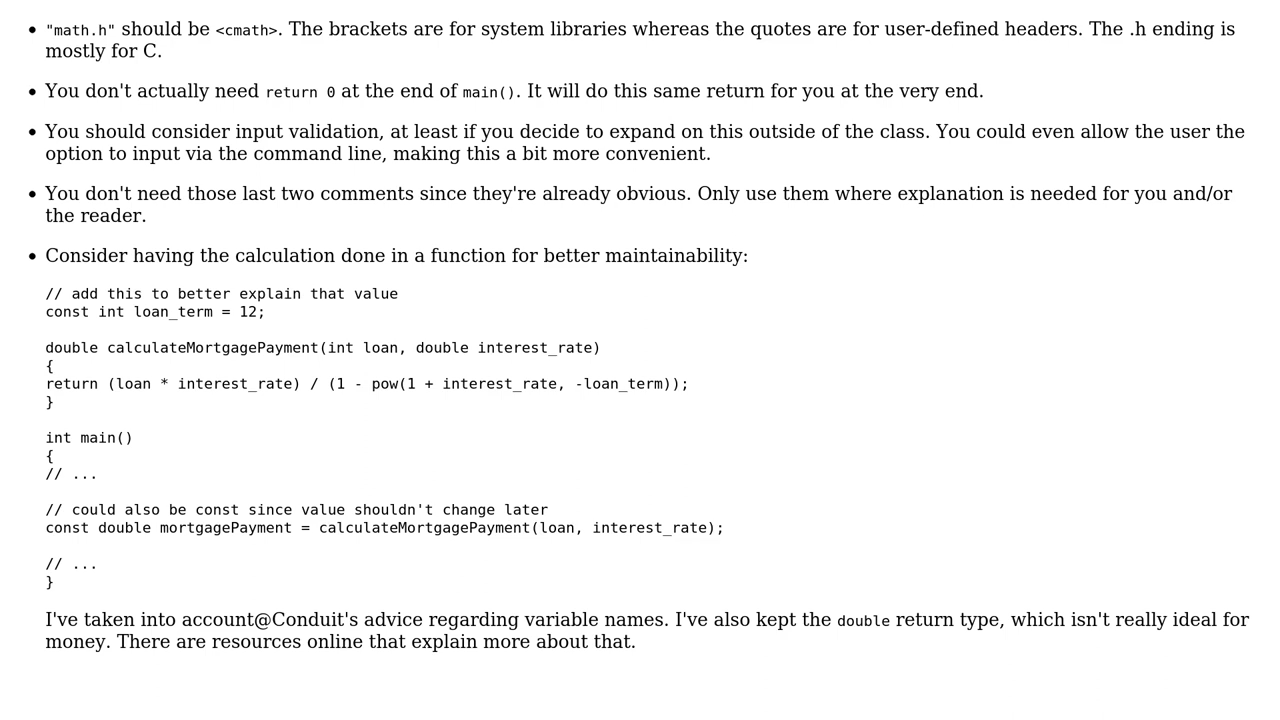 "math.h" should be <cmath>. The brackets are for system libraries whereas the quotes are for user-defined headers. The .h ending is
mostly for C.
You don't actually need return 0 at the end of main(). It will do this same return for you at the very end.
You should consider input validation, at least if you decide to expand on this outside of the class. You could even allow the user the
option to input via the command line, making this a bit more convenient.
You don't need those last two comments since they're already obvious. Only use them where explanation is needed for you and/or
the reader.
Consider having the calculation done in a function for better maintainability:
// add this to better explain that value
const int loan_term = 12;
double calculateMortgagePayment(int loan, double interest_rate)
{
return (loan * interest_rate) / (1 - pow(1 + interest_rate, -loan_term));
}
int main()
{
// ...
// could also be const since value shouldn't change later
const double mortgagePayment = calculateMortgagePayment(loan, interest_rate);
// ...
}
I've taken into account@Conduit's advice regarding variable names. I've also kept the double return type, which isn't really ideal for
money. There are resources online that explain more about that.